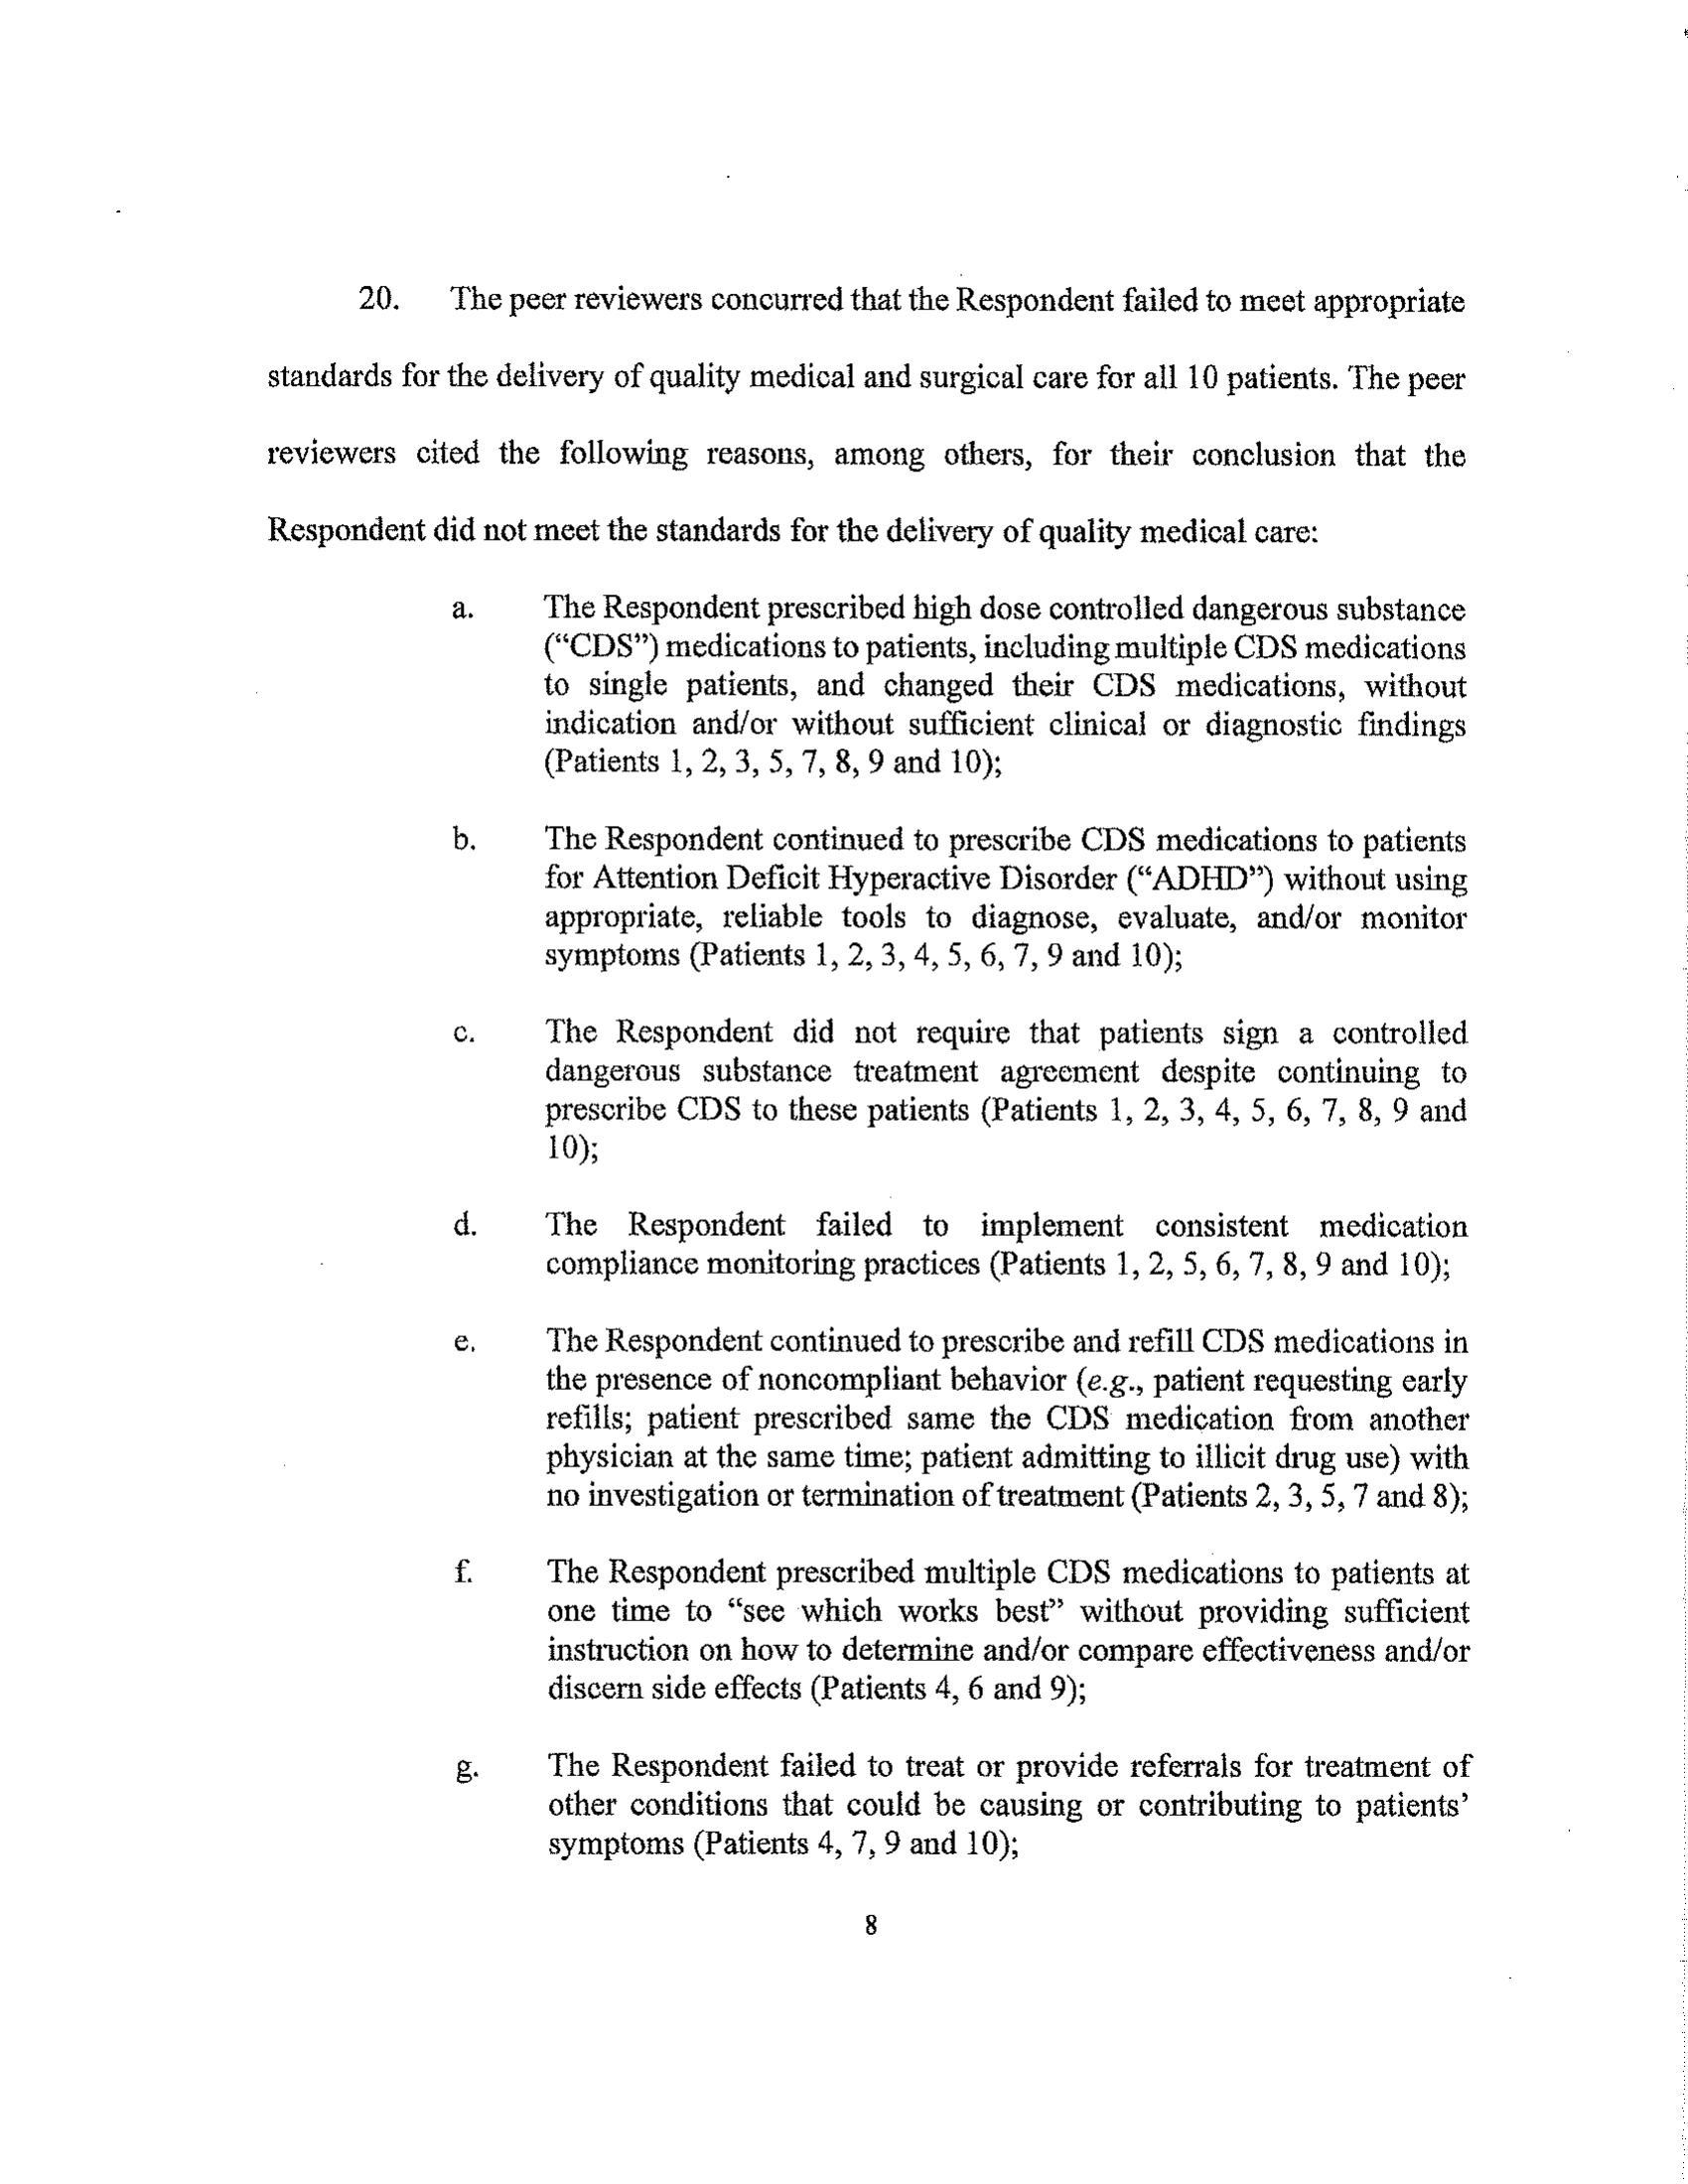 20. The peer reviewers concurred that the Respondent failed to meet appropriate
standards for the delivery of quality medical and surgical care for all 10 patients. The peer
reviewers cited the following reasons, among others, for their conclusion that the
Respondent did not meet the standards for the delivery of quality medical care:
a. The Respondent prescribed high dose controlled dangerous substance
(“CDS”) medications to patients, including multiple CDS medications
to single patients, and changed their CDS medications, without
indication and/or without sufficient clinical or diagnostic findings
(Patients 1, 2, 3, 5, 7, 8, 9 and 10);
b. The Respondent continued to prescribe CDS medications to patients
for Attention Deficit Hyperactive Disorder (“ADHD”) without using
appropriate, reliable tools to diagnose, evaluate, and/or monitor
symptoms (Patients 1, 2, 3, 4, 5, 6, 7, 9 and 10);
c. The Respondent did not require that patients sign a controlled
dangerous substance treatment agreement despite continuing to
prescribe CDS to these patients (Patients 1, 2, 3, 4, 5, 6, 7, 8, 9 and
10);
d. The Respondent failed to implement consistent medication
compliance monitoring practices (Patients 1, 2, 5, 6, 7, 8, 9 and 10);
e. The Respondent continued to prescribe and refill CDS medications in
the presence of noncompliant behavior (e.g., patient requesting early
refills; patient prescribed same the CDS medication from another
physician at the same time; patient admitting to illicit drug use) with
no investigation or termination of treatment (Patients 2, 3, 5, 7 and 8);
f. The Respondent prescribed multiple CDS medications to patients at
one time to “see which works best” without providing sufficient
instruction on how to determine and/or compare effectiveness and/or
discern side effects (Patients 4, 6 and 9);
g. The Respondent failed to treat or provide referrals for treatment of
other conditions that could be causing or contributing to patients’
symptoms (Patients 4, 7, 9 and 10);
8